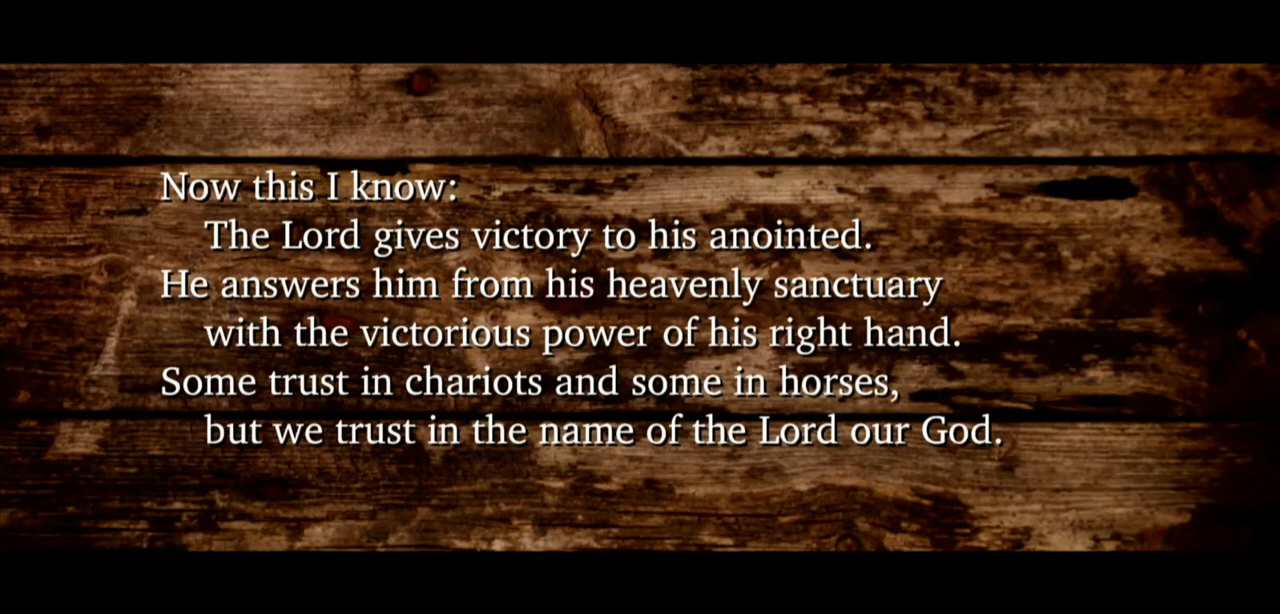 Now this I know:
The Lord gives victory to his anointed.
He answers him from his heavenly sanctuary
with the victorious power of his right hand.
Some trust in chariots and some in horses,
but we trust in the name of the Lord our God.